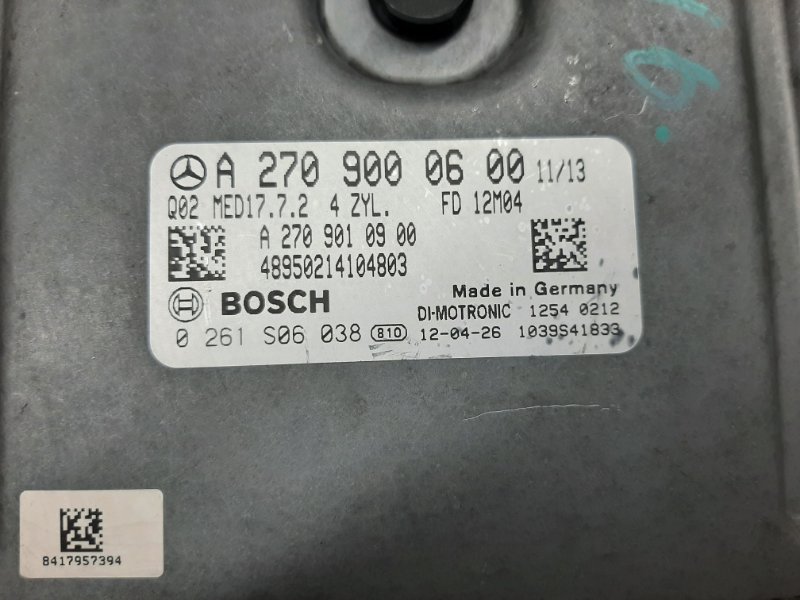 16.
A 270 900 06 00 11/13
Q02 MED17.7.2 4 ZYL. FD 12M04
A 270 901 09 00
48950214104803
BOSCH
Made in Germany
DI-MOTRONIC 1254 0212
0 261 S06 038 810 12-04-26 1039S41833
8417957394